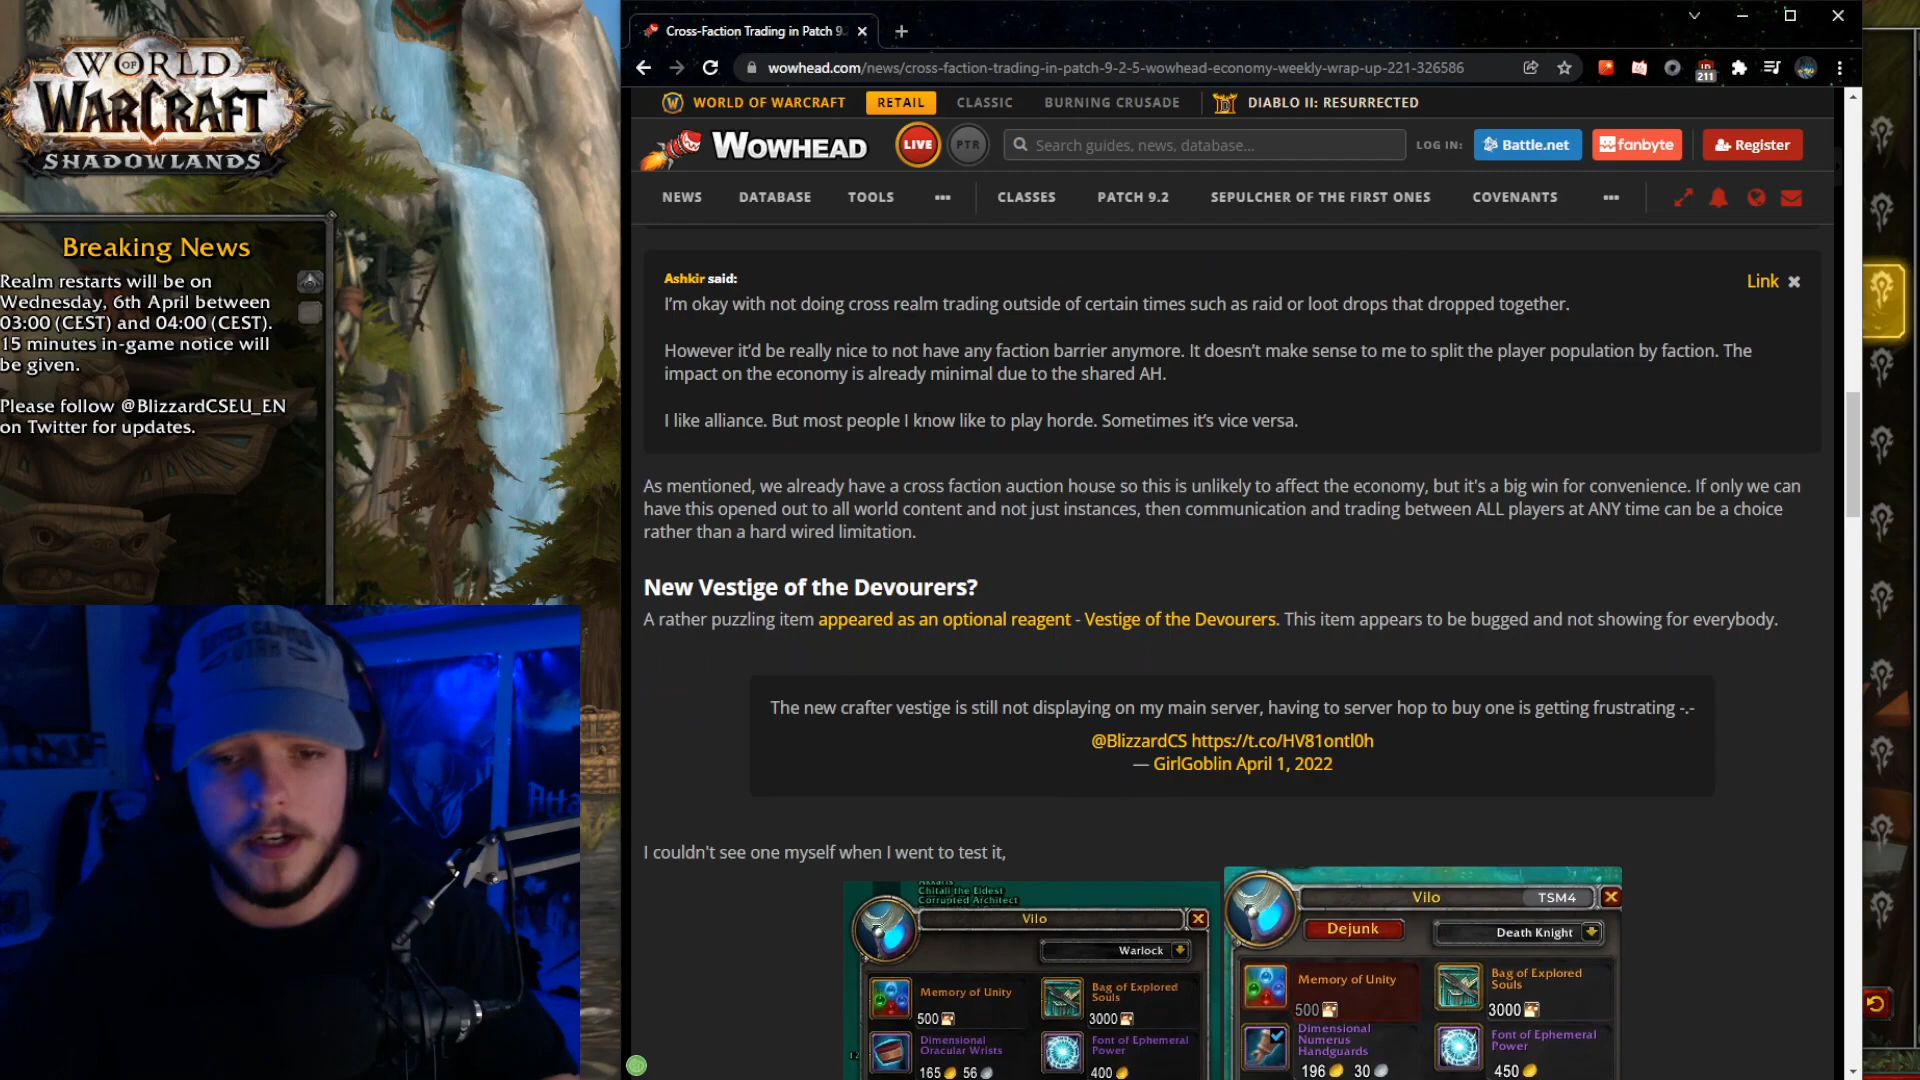 WORLD
OF
WARCRAFT
SHADOWLANDS
Breaking News
Realm restarts will be on
Wednesday, 6th April between
03:00 (CEST) and 04:00 (CEST).
15 minutes in-game notice will
be given.
Please follow @BlizzardCSEU_EN
on Twitter for updates.
Cross-Faction Trading in Patch 9.
wowhead.com/news/cross-faction-trading-in-patch-9-2-5-wowhead-economy-weekly-wrap-up-221-326586
211
WORLD OF WARCRAFT RETAIL CLASSIC BURNING CRUSADE DIABLO II: RESURRECTED
WOWHEAD LIVE PTR Search guides, news, database... LOG IN: Battle.net fanbyte Register
NEWS DATABASE TOOLS ••• CLASSES PATCH 9.2 SEPULCHER OF THE FIRST ONES COVENANTS •••
Ashkir said: Link
I'm okay with not doing cross realm trading outside of certain times such as raid or loot drops that dropped together.
However it'd be really nice to not have any faction barrier anymore. It doesn't make sense to me to split the player population by faction. The
impact on the economy is already minimal due to the shared AH.
I like alliance. But most people I know like to play horde. Sometimes it's vice versa.
As mentioned, we already have a cross faction auction house so this is unlikely to affect the economy, but it's a big win for convenience. If only we can
have this opened out to all world content and not just instances, then communication and trading between ALL players at ANY time can be a choice
rather than a hard wired limitation.
New Vestige of the Devourers?
A rather puzzling item appeared as an optional reagent - Vestige of the Devourers. This item appears to be bugged and not showing for everybody.
The new crafter vestige is still not displaying on my main server, having to server hop to buy one is getting frustrating -.-
@BlizzardCS https://t.co/HV81ontl0h
— GirlGoblin April 1, 2022
I couldn't see one myself when I went to test it,
Chitali the Eldest
Corrupted Architect
Vilo
Warlock
Memory of Unity
500
Bag of Explored
Souls
3000
Dimensional
Oracular Wrists
165 56
Font of Ephemeral
Power
400
12
Vilo TSM4
Dejunk Death Knight
Memory of Unity
500
Bag of Explored
Souls
3000
Dimensional
Numerus
Handguards
196 30
Font of Ephemeral
Power
450